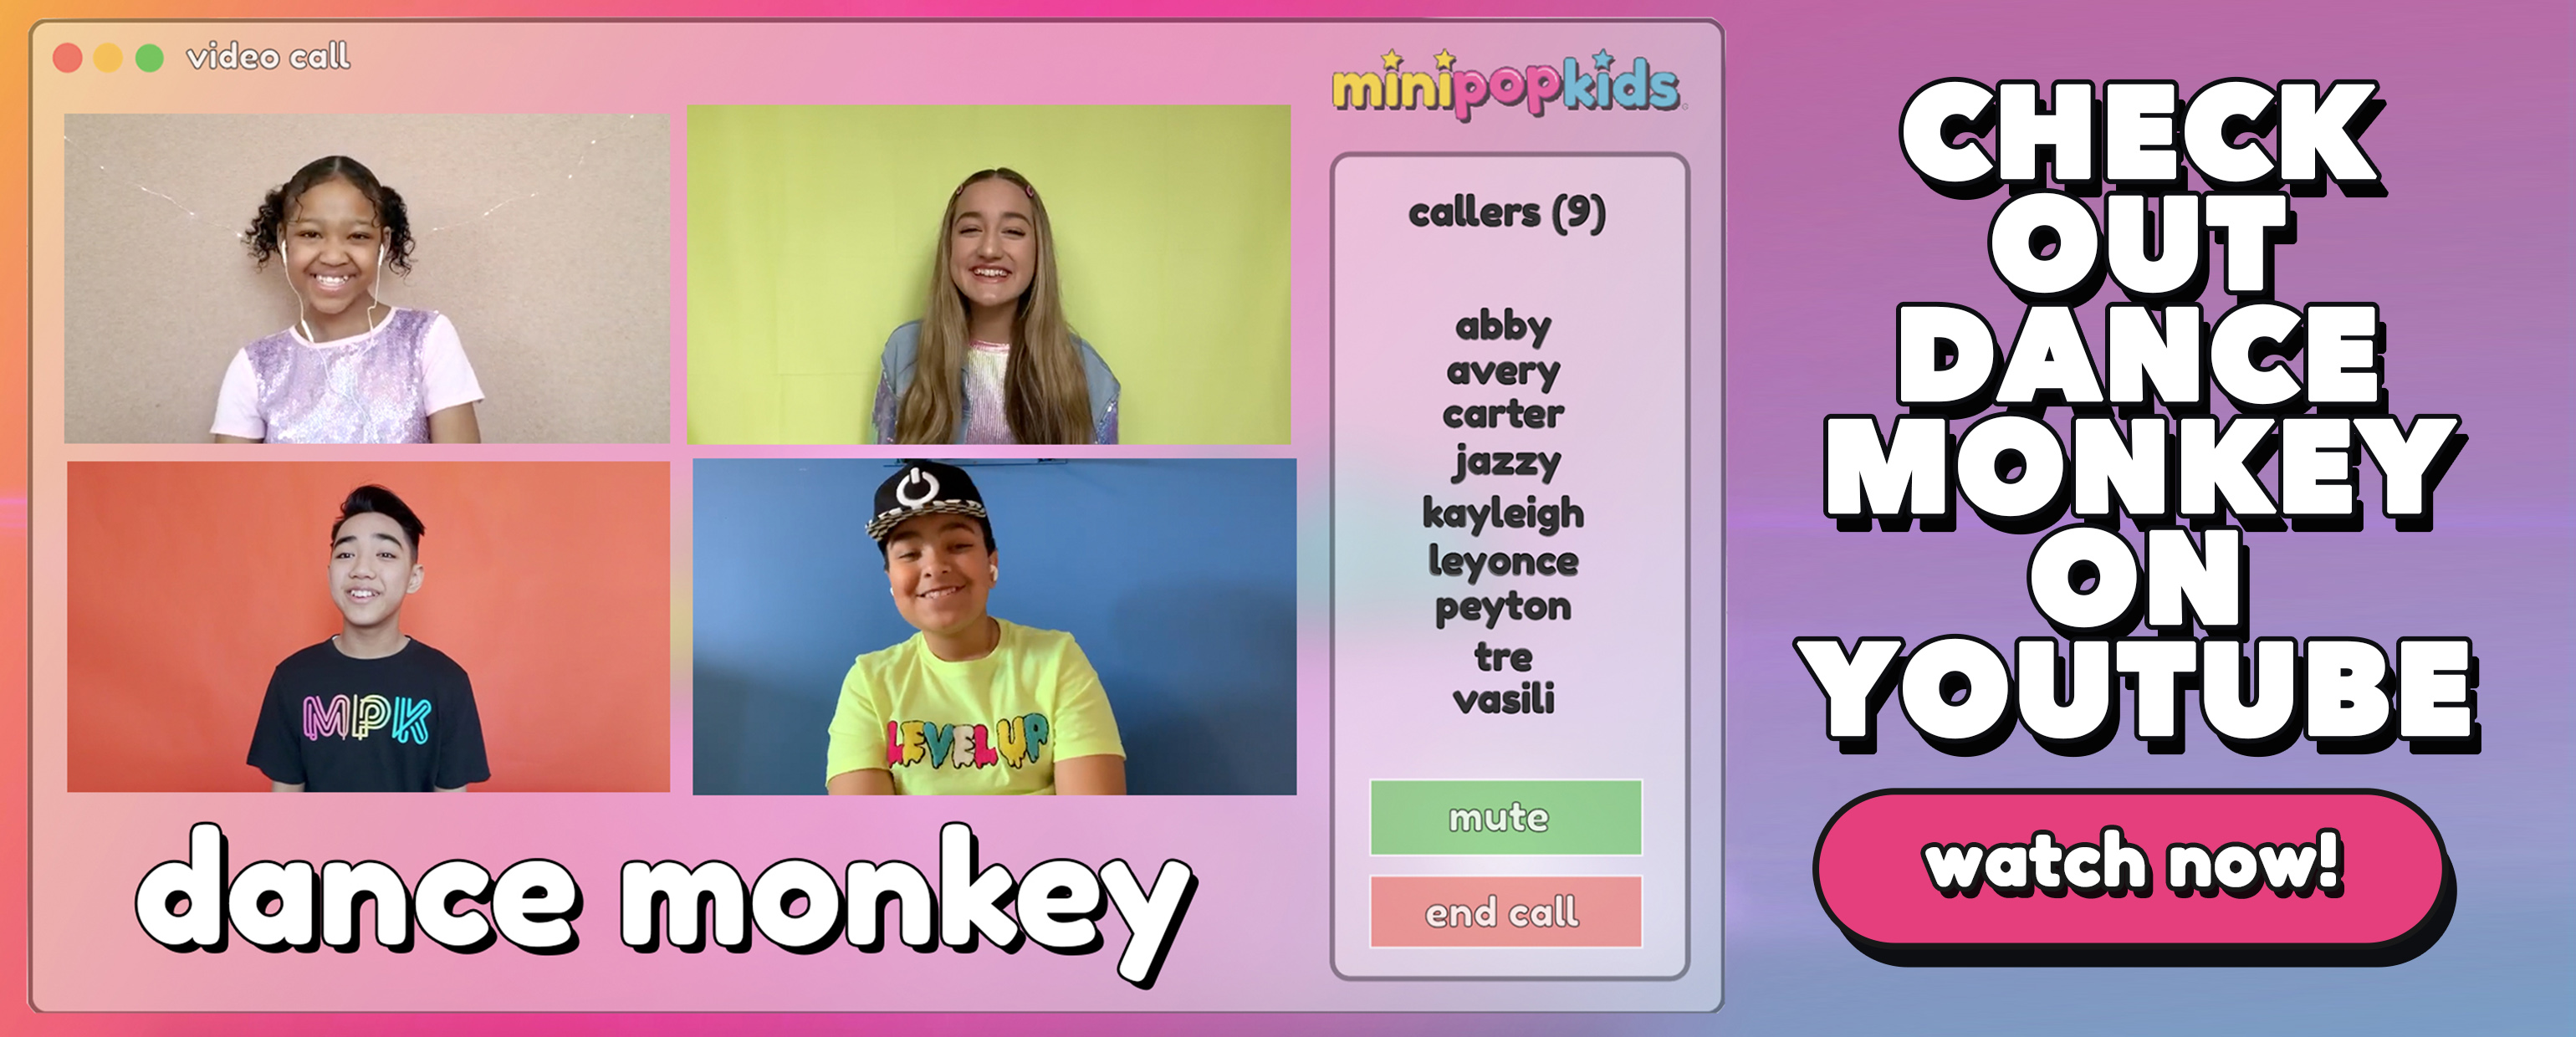 video call
minipopkids
callers (9)
abby
avery
carter
jazzy
kayleigh
leyonce
peyton
tre
vasili
mute
end call
MPK
LEVEL UP
dance monkey
CHECK
OUT
DANCE
MONKEY
ON
YOUTUBE
watch now!